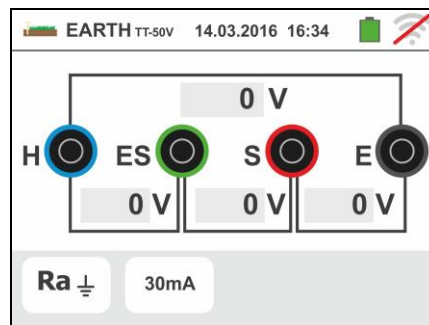 EARTH TT-50V 14.03.2016 16:34
0 V
H ES S E
0 V 0 V 0 V
Ra 30mA